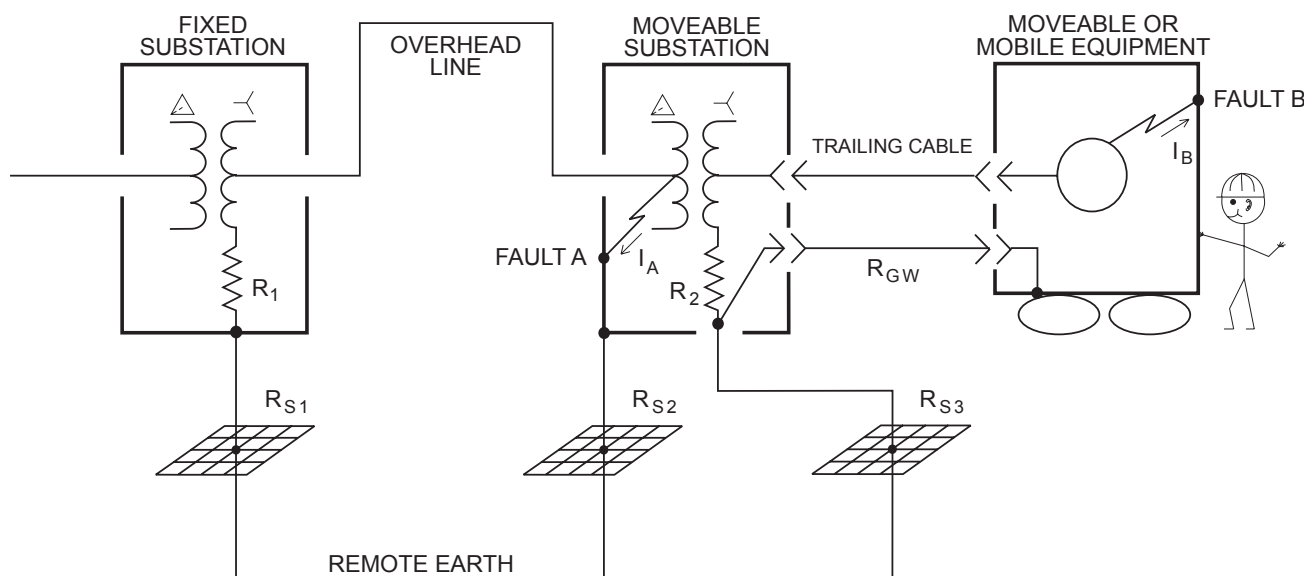 FIXED
SUBSTATION
OVERHEAD
LINE
MOVEABLE
SUBSTATION
MOVEABLE OR
MOBILE EQUIPMENT
FAULT B
TRAILING CABLE
I B
FAULT A
I A
R 1
R 2
R GW
R S1
R S2
R S3
REMOTE EARTH